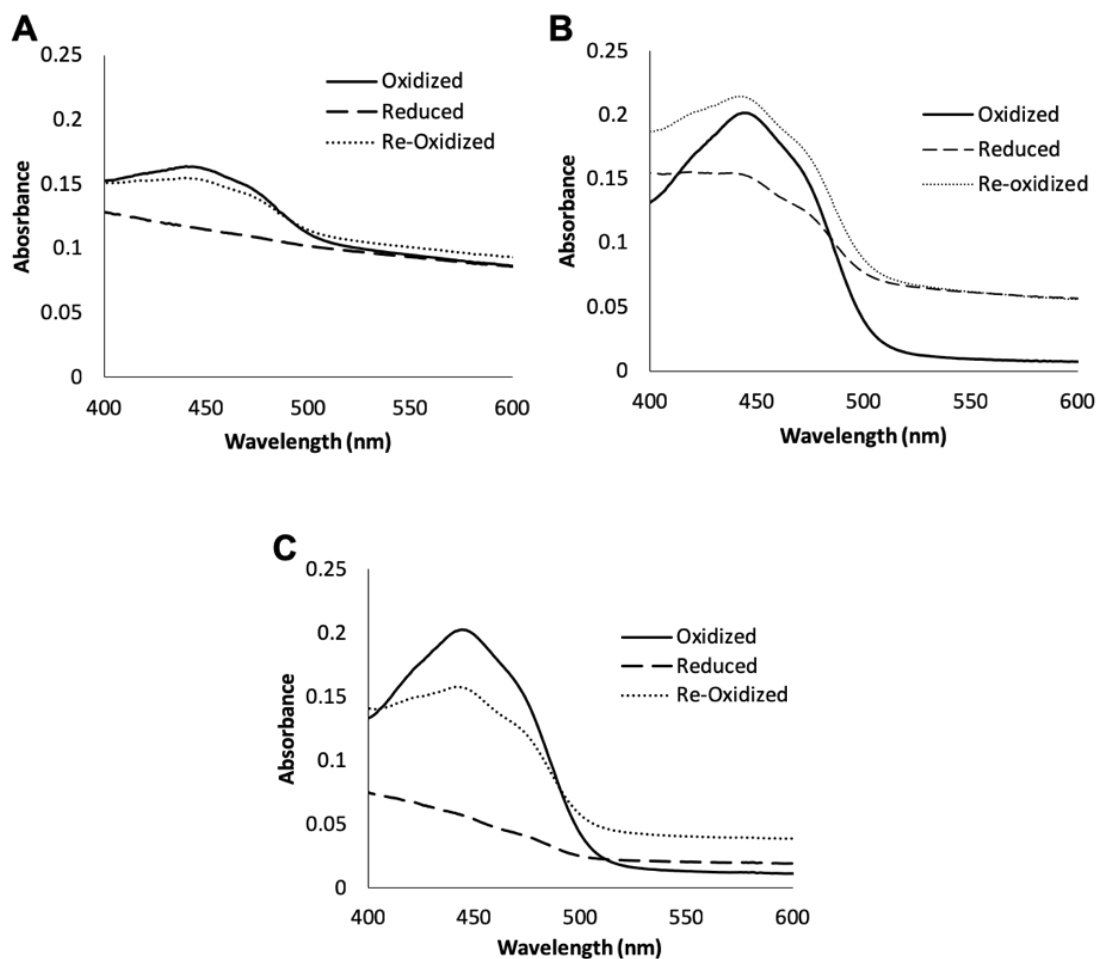 A
0.25
0.2
0.15
0.1
0.05
0
400
450
500
550
600
Abosrbance
Wavelength (nm)
Oxidized
Reduced
Re-Oxidized
B
0.25
0.2
0.15
0.1
0.05
0
400
450
500
550
600
Absorbance
Wavelength (nm)
Oxidized
Reduced
Re-oxidized
C
0.25
0.2
0.15
0.1
0.05
0
400
450
500
550
600
Absorbance
Wavelength (nm)
Oxidized
Reduced
Re-Oxidized